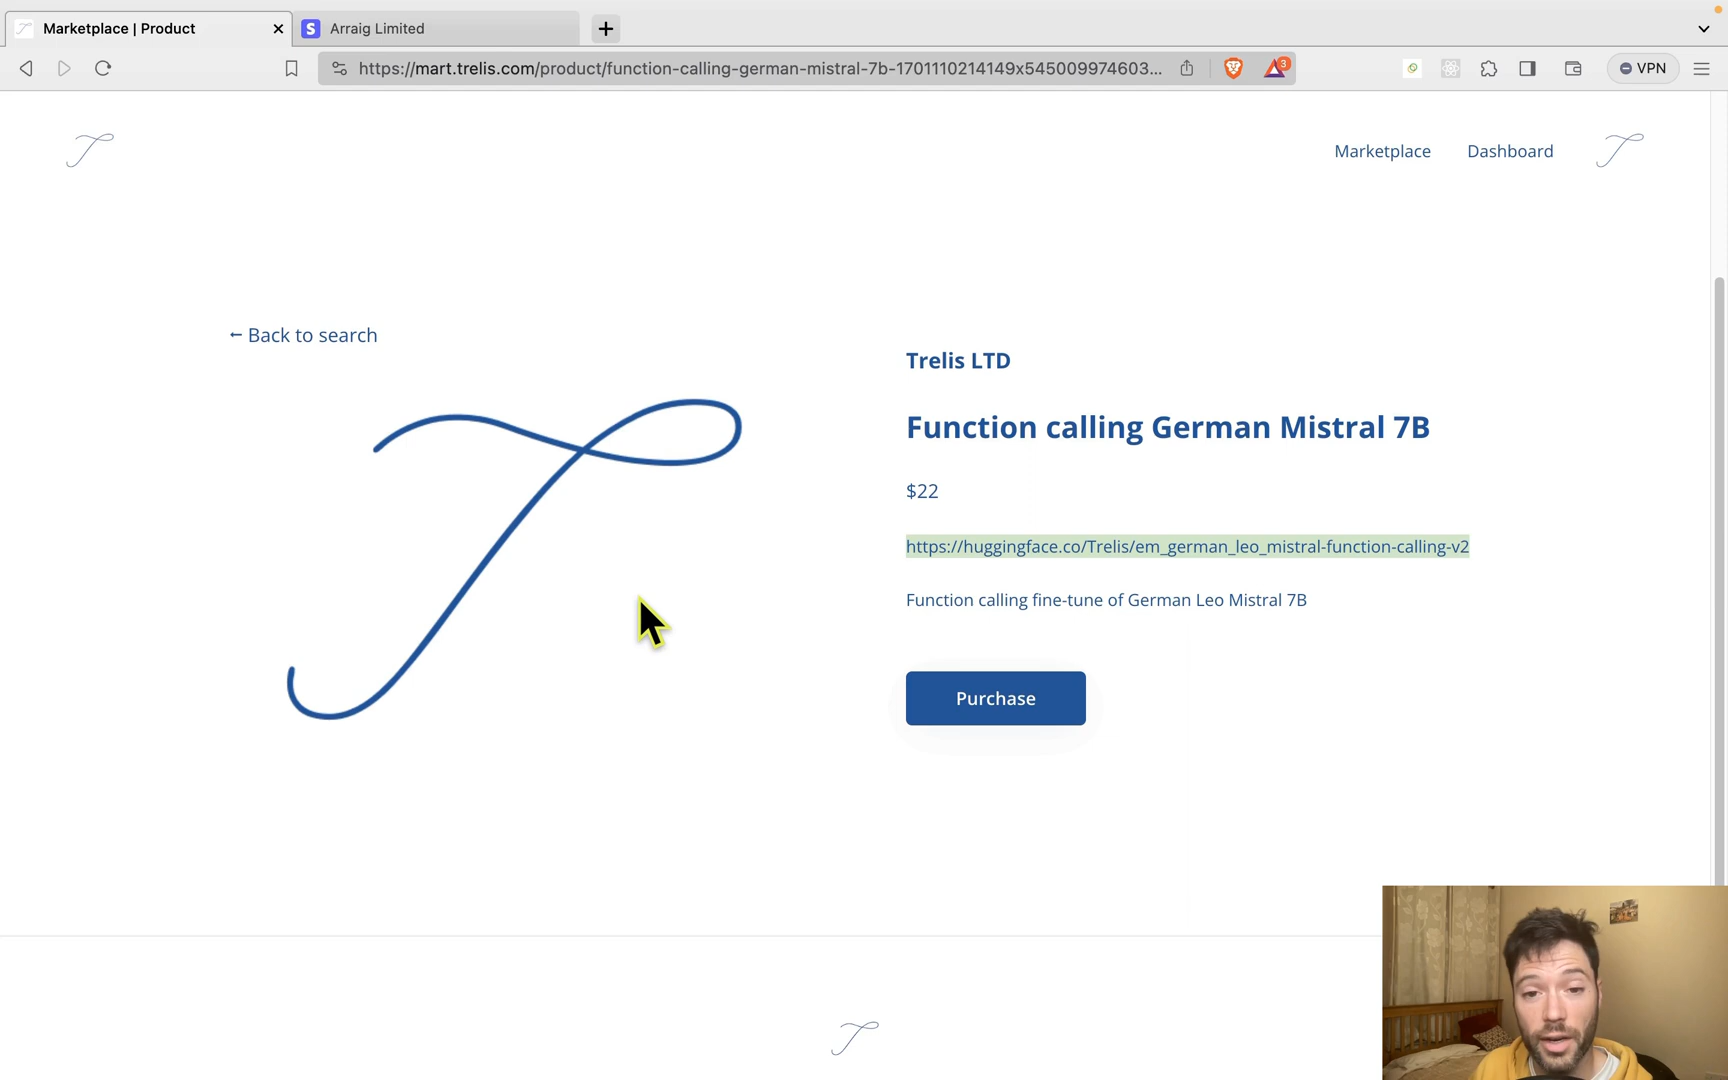 Marketplace | Product
Arraig Limited
https://mart.trelis.com/product/function-calling-german-mistral-7b-1701110214149x545009974603...
3
VPN
Marketplace
Dashboard
← Back to search
Trelis LTD
Function calling German Mistral 7B
$22
https://huggingface.co/Trelis/em_german_leo_mistral-function-calling-v2
Function calling fine-tune of German Leo Mistral 7B
Purchase